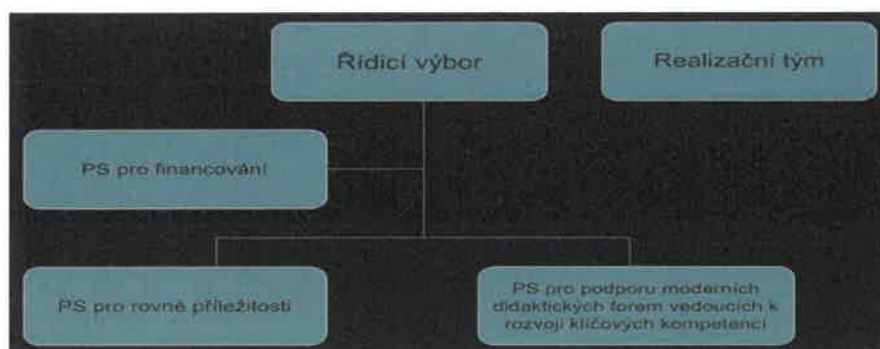 Řídicí výbor
Realizační tým
PS pro financování
PS pro rovné příležitosti
PS pro podporu moderních
didaktických forem vedoucích k
rozvoji klíčových kompetencí